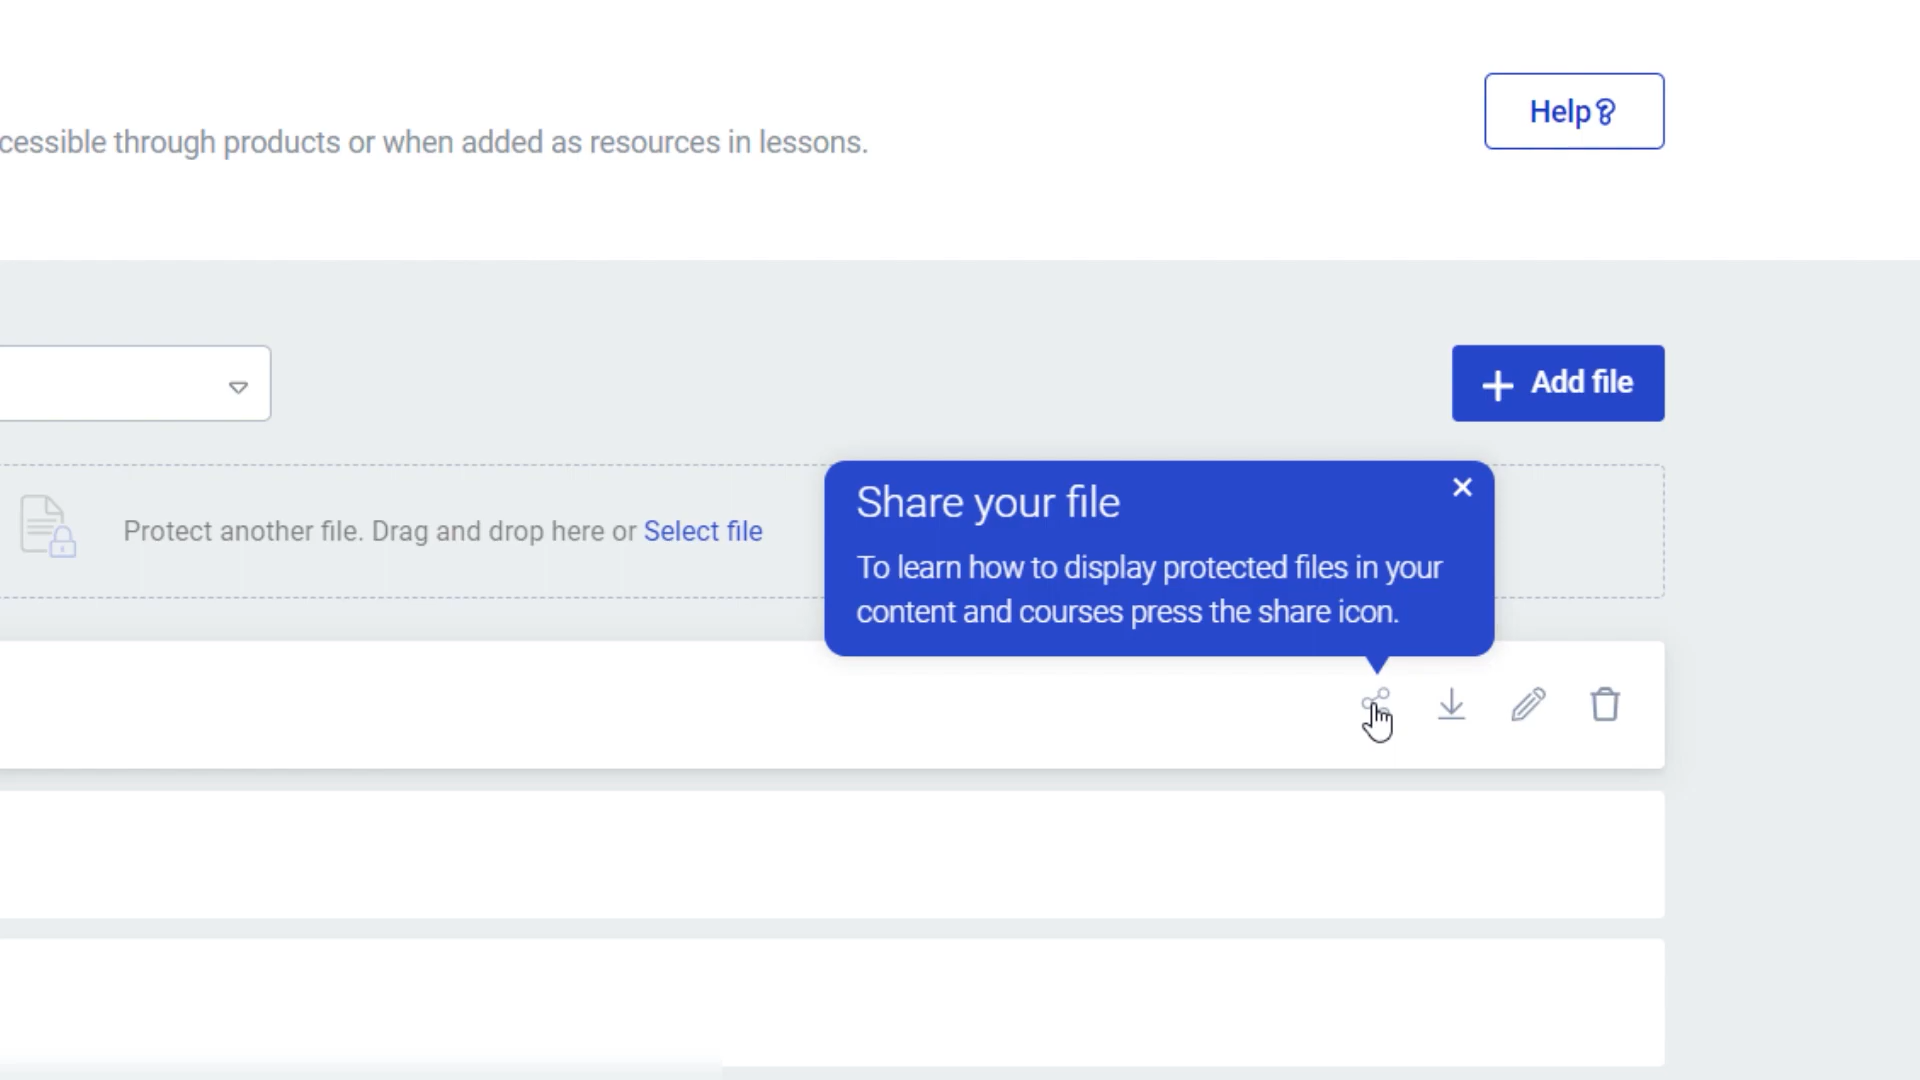 Help
cessible through products or when added as resources in lessons.
Add file
Share your file
To learn how to display protected files in your
content and courses press the share icon.
Protect another file. Drag and drop here or Select file